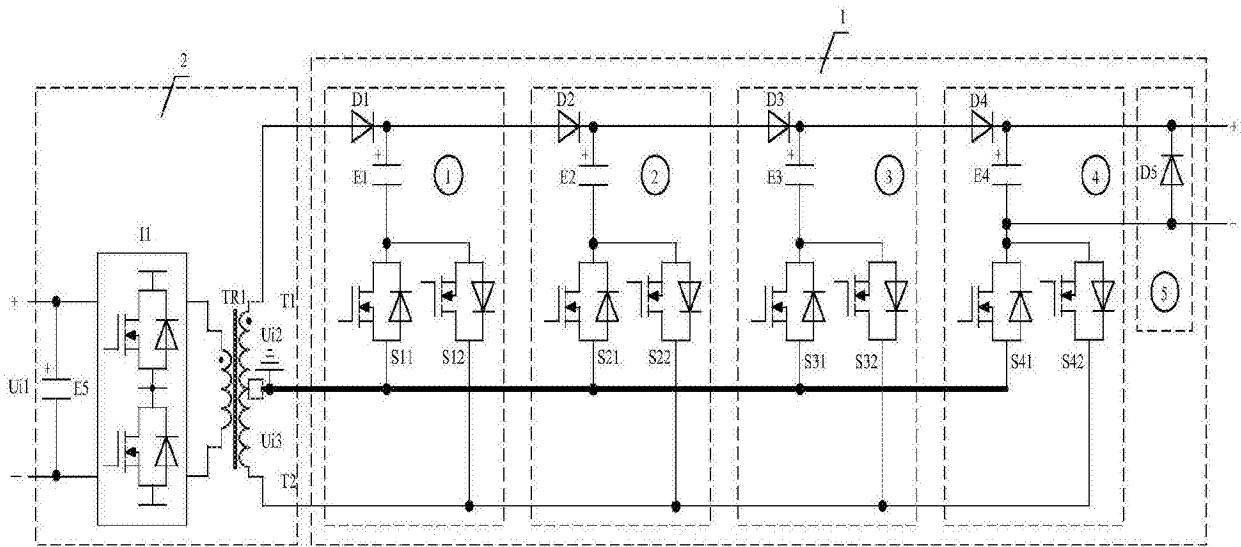 1
2
D1
D2
D3
D4
+
+
+
+
+
E1
1
E2
2
E3
3
E4
4
D5
−
I1
5
+
TR1
T1
Ui2
+
Ui1
E5
S11
S12
S21
S22
S31
S32
S41
S42
Ui3
−
T2